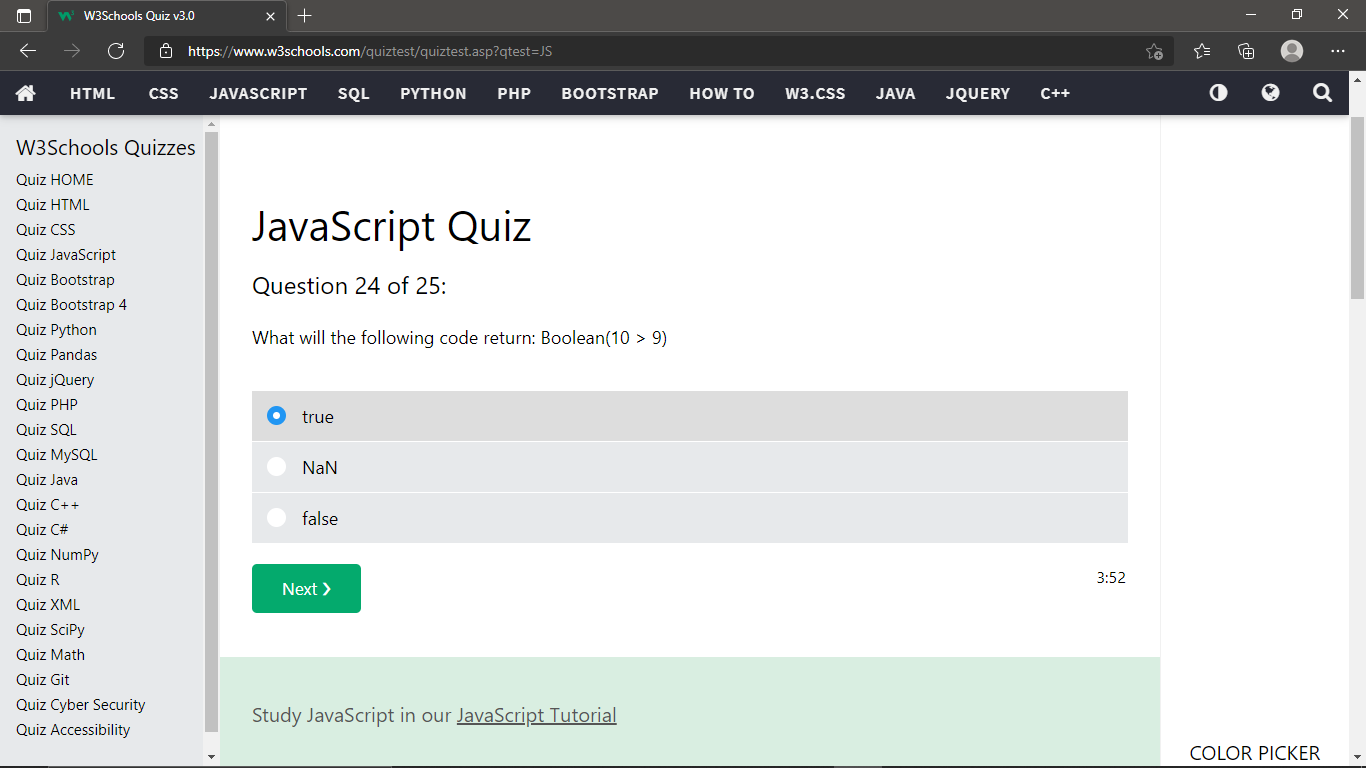 W3Schools Quiz v3.0
https://www.w3schools.com/quiztest/quiztest.asp?qtest=JS
HTML CSS JAVASCRIPT SQL PYTHON PHP BOOTSTRAP HOW TO W3.CSS JAVA JQUERY C++
W3Schools Quizzes
Quiz HOME
Quiz HTML
Quiz CSS
Quiz JavaScript
Quiz Bootstrap
Quiz Bootstrap 4
Quiz Python
Quiz Pandas
Quiz jQuery
Quiz PHP
Quiz SQL
Quiz MySQL
Quiz Java
Quiz C++
Quiz C#
Quiz NumPy
Quiz R
Quiz XML
Quiz SciPy
Quiz Math
Quiz Git
Quiz Cyber Security
Quiz Accessibility
JavaScript Quiz
Question 24 of 25:
What will the following code return: Boolean(10 > 9)
true
NaN
false
Next ❯
3:52
Study JavaScript in our JavaScript Tutorial
COLOR PICKER